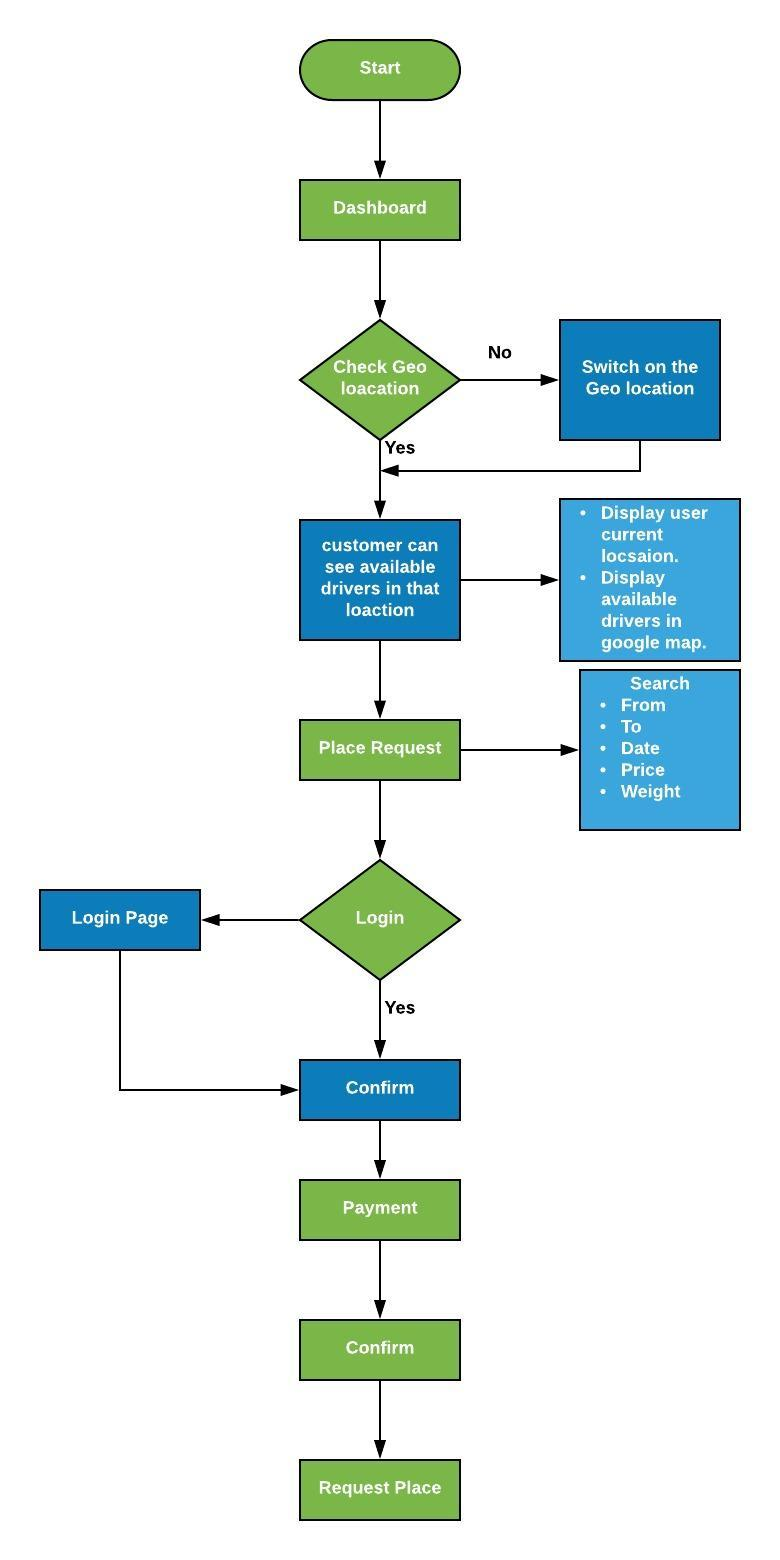 Start
Dashboard
Check Geo
loacation
No
Switch on the
Geo location
Yes
customer can
see available
drivers in that
loaction
• Display user
current
locsaion.
• Display
available
drivers in
google map.
Place Request
Search
• From
• To
• Date
• Price
• Weight
Login
Login Page
Yes
Confirm
Payment
Confirm
Request Place